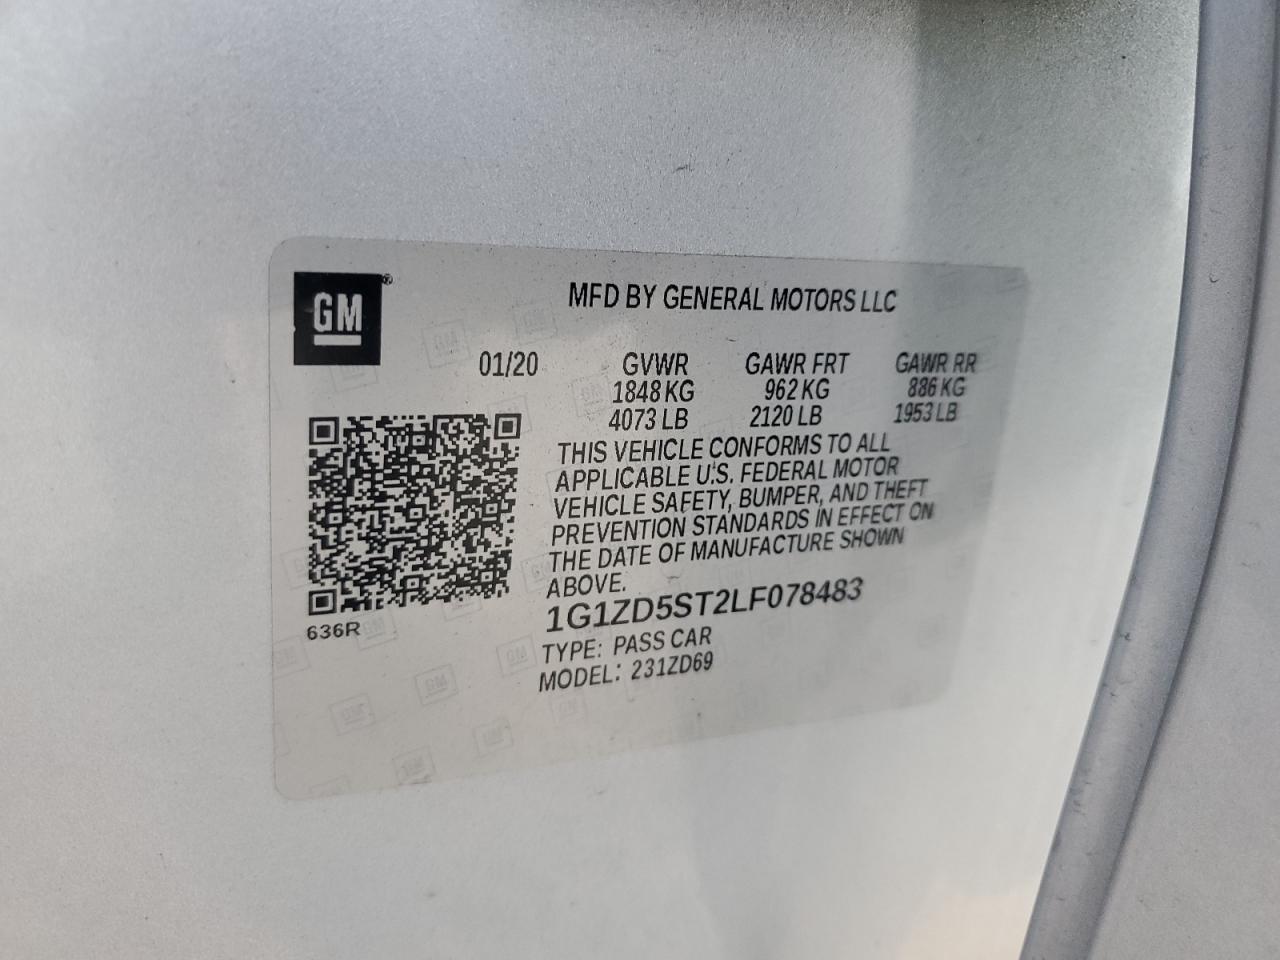 GM®
MFD BY GENERAL MOTORS LLC
01/20 GVWR GAWR FRT GAWR RR
1848 KG 962 KG 886 KG
4073 LB 2120 LB 1953 LB
THIS VEHICLE CONFORMS TO ALL
APPLICABLE U.S. FEDERAL MOTOR
VEHICLE SAFETY, BUMPER, AND THEFT
PREVENTION STANDARDS IN EFFECT ON
THE DATE OF MANUFACTURE SHOWN
ABOVE.
1G1ZD5ST2LF078483
636R
TYPE: PASS CAR
MODEL: 231ZD69